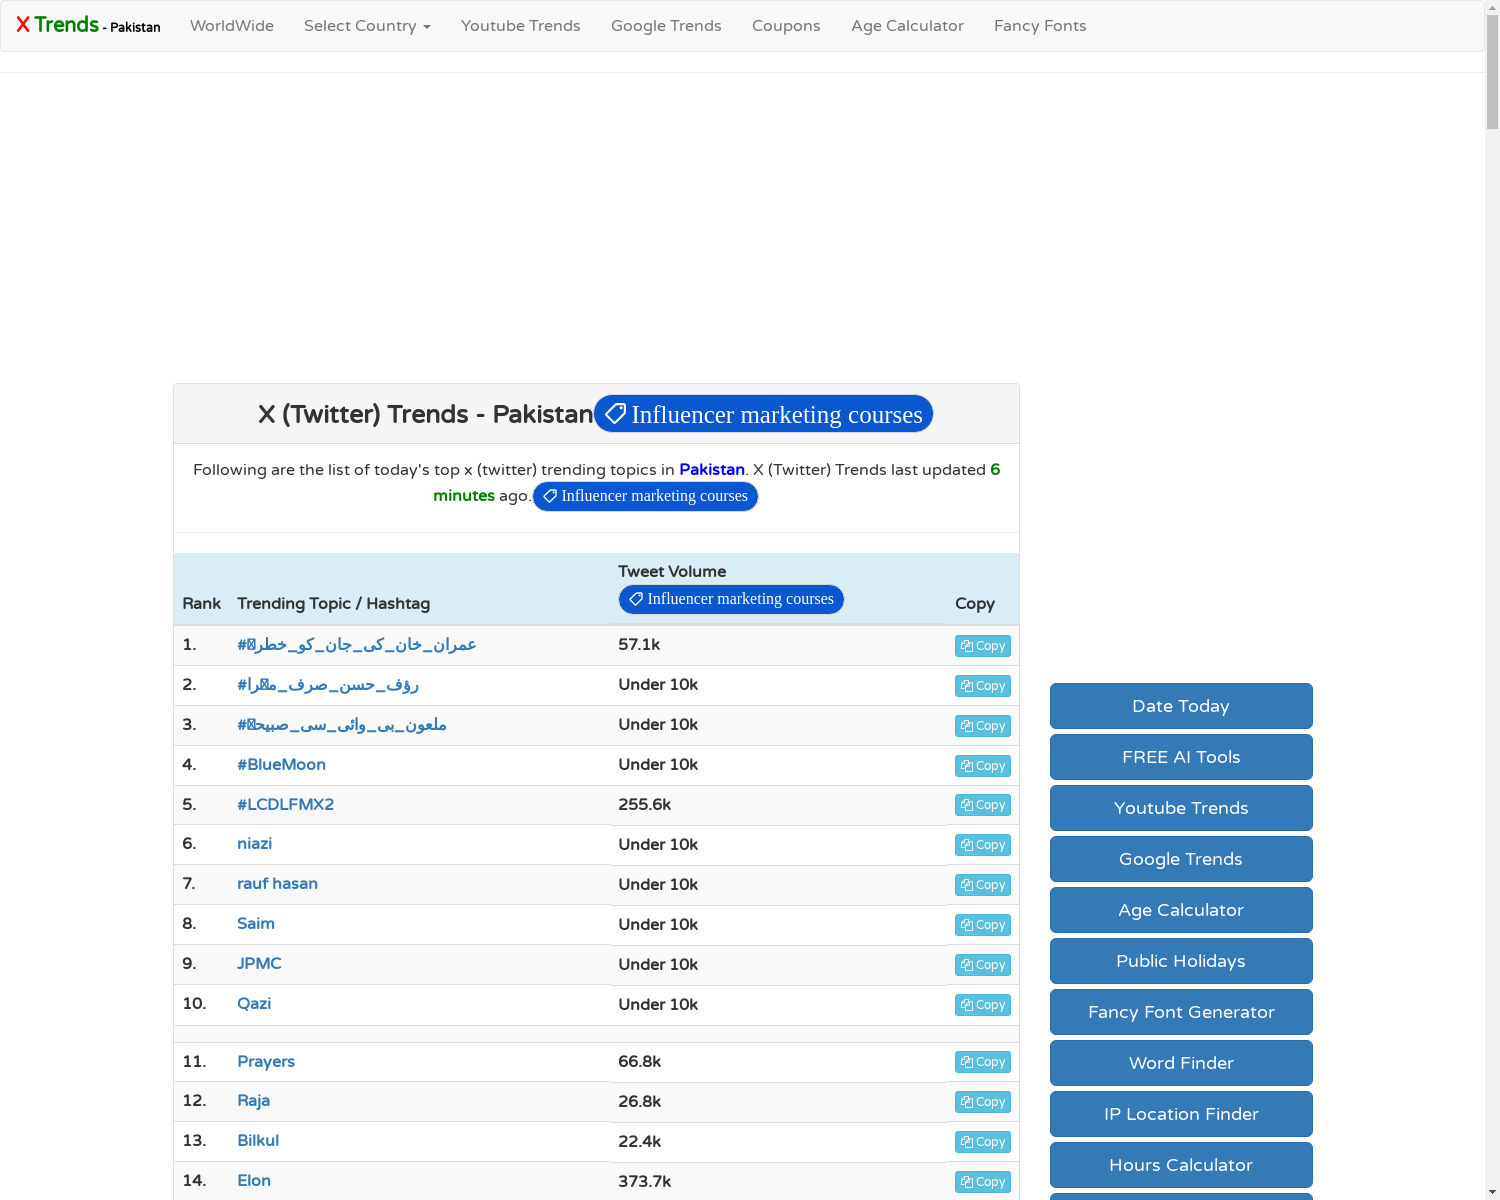 X Trends - Pakistan WorldWide Select Country Youtube Trends Google Trends Coupons Age Calculator Fancy Fonts
X (Twitter) Trends - Pakistan Influencer marketing courses
Following are the list of today's top x (twitter) trending topics in Pakistan. X (Twitter) Trends last updated 6
minutes ago. Influencer marketing courses
Tweet Volume
Influencer marketing courses
Rank Trending Topic / Hashtag Copy
1. 57.1k Copy
2. Under 10k Copy
3. Under 10k Copy
4. #BlueMoon Under 10k Copy
5. #LCDLFMX2 255.6k Copy
6. niazi Under 10k Copy
7. rauf hasan Under 10k Copy
8. Saim Under 10k Copy
9. JPMC Under 10k Copy
10. Qazi Under 10k Copy
11. Prayers 66.8k Copy
12. Raja 26.8k Copy
13. Bilkul 22.4k Copy
14. Elon 373.7k Copy
Date Today
FREE AI Tools
Youtube Trends
Google Trends
Age Calculator
Public Holidays
Fancy Font Generator
Word Finder
IP Location Finder
Hours Calculator